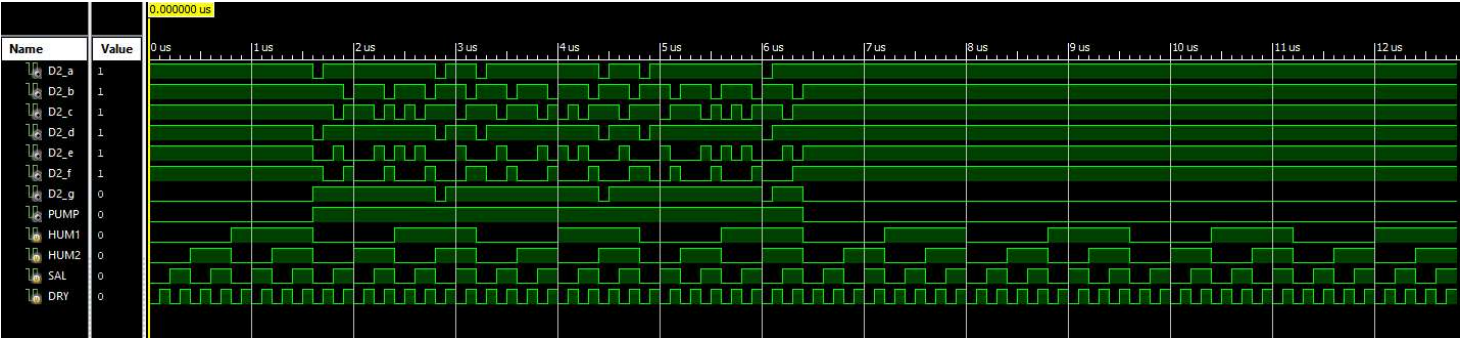 0.000000 us
Name Value 0 us 1 us 2 us 3 us 4 us 5 us 6 us 7 us 8 us 9 us 10 us 11 us 12 us
D2_a 1
D2_b 1
D2_c 1
D2_d 1
D2_e 1
D2_f 1
D2_g 0
PUMP 0
HUM1 0
HUM2 0
SAL 0
DRY 0